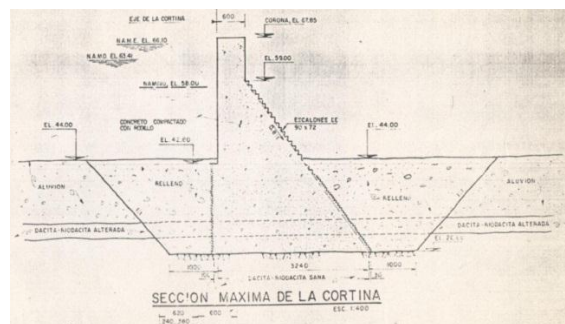 EJE DE LA CORTINA
600
CORONA, EL. 67.85
N.A.M.E. EL. 66.10
N.A.M.O. EL. 63.41
EL. 59.00
NAMINO, EL. 58.00
ESCALONES DE
90 x 72
CONCRETO COMPACTADO
CON RODILLO
EL. 44.00
EL. 44.00
EL. 42.00
ALUVION
RELLENO
RELLENO
ALUVION
DACITA-RIODACITA ALTERADA
DACITA-RIODACITA ALTERADA
1000
5240
1000
DACITA-RIODACITA SANA
SECCION MAXIMA DE LA CORTINA
ESC. 1:400
600